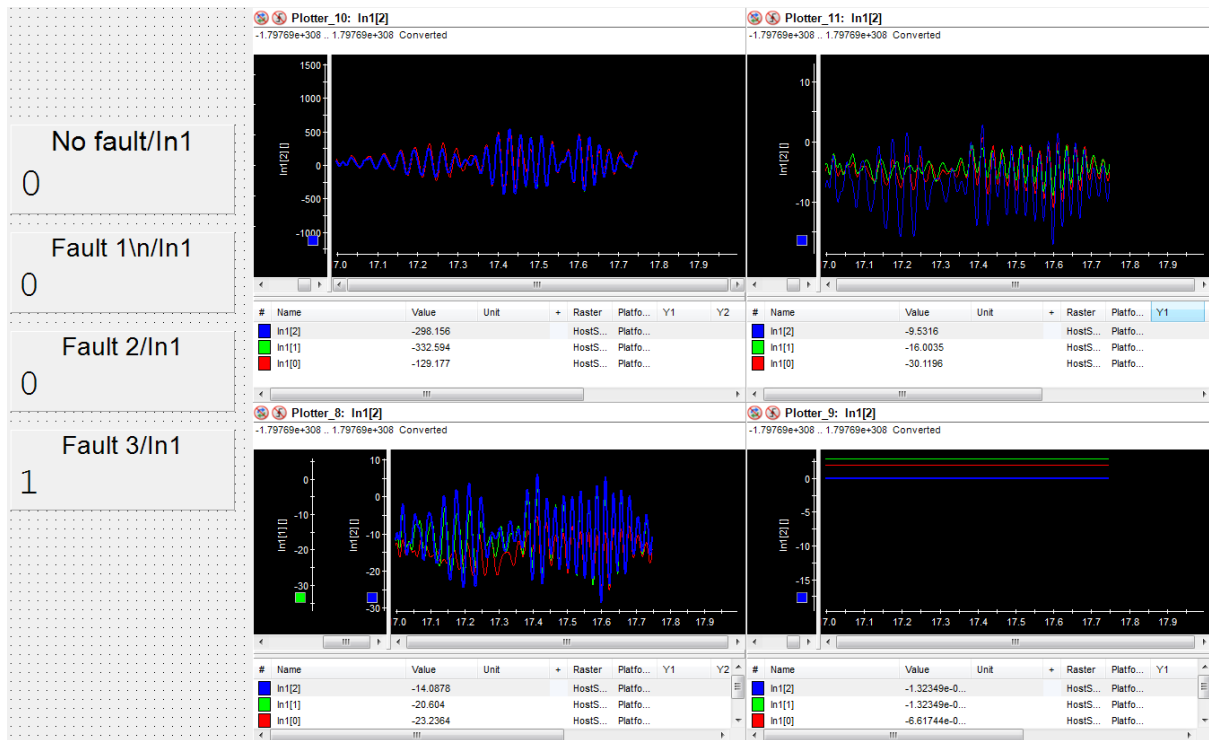 No fault/In1
0
Fault 1\n/In1
0
Fault 2/In1
0
Fault 3/In1
1
Plotter_10: In1[2]
-1.79769e+308 .. 1.79769e+308 Converted
In1[2] []
1500
1000
500
0
-500
-1000
7.0 17.1 17.2 17.3 17.4 17.5 17.6 17.7 17.8 17.9
# Name Value Unit + Raster Platfo... Y1 Y2
In1[2] -298.156 HostS... Platfo...
In1[1] -332.594 HostS... Platfo...
In1[0] -129.177 HostS... Platfo...
Plotter_11: In1[2]
-1.79769e+308 .. 1.79769e+308 Converted
In1[2] []
10
0
-10
7.0 17.1 17.2 17.3 17.4 17.5 17.6 17.7 17.8 17.9
# Name Value Unit + Raster Platfo... Y1
In1[2] -9.5316 HostS... Platfo...
In1[1] -16.0035 HostS... Platfo...
In1[0] -30.1196 HostS... Platfo...
Plotter_8: In1[2]
-1.79769e+308 .. 1.79769e+308 Converted
In1[1] []
0
-10
-20
-30
In1[2] []
10
0
-10
-20
-30
7.0 17.1 17.2 17.3 17.4 17.5 17.6 17.7 17.8 17.9
# Name Value Unit + Raster Platfo... Y1 Y2
In1[2] -14.0878 HostS... Platfo...
In1[1] -20.604 HostS... Platfo...
In1[0] -23.2364 HostS... Platfo...
Plotter_9: In1[2]
-1.79769e+308 .. 1.79769e+308 Converted
In1[2] []
0
-5
-10
-15
7.0 17.1 17.2 17.3 17.4 17.5 17.6 17.7 17.8 17.9
# Name Value Unit + Raster Platfo... Y1
In1[2] -1.32349e-0... HostS... Platfo...
In1[1] -1.32349e-0... HostS... Platfo...
In1[0] -6.61744e-0... HostS... Platfo...